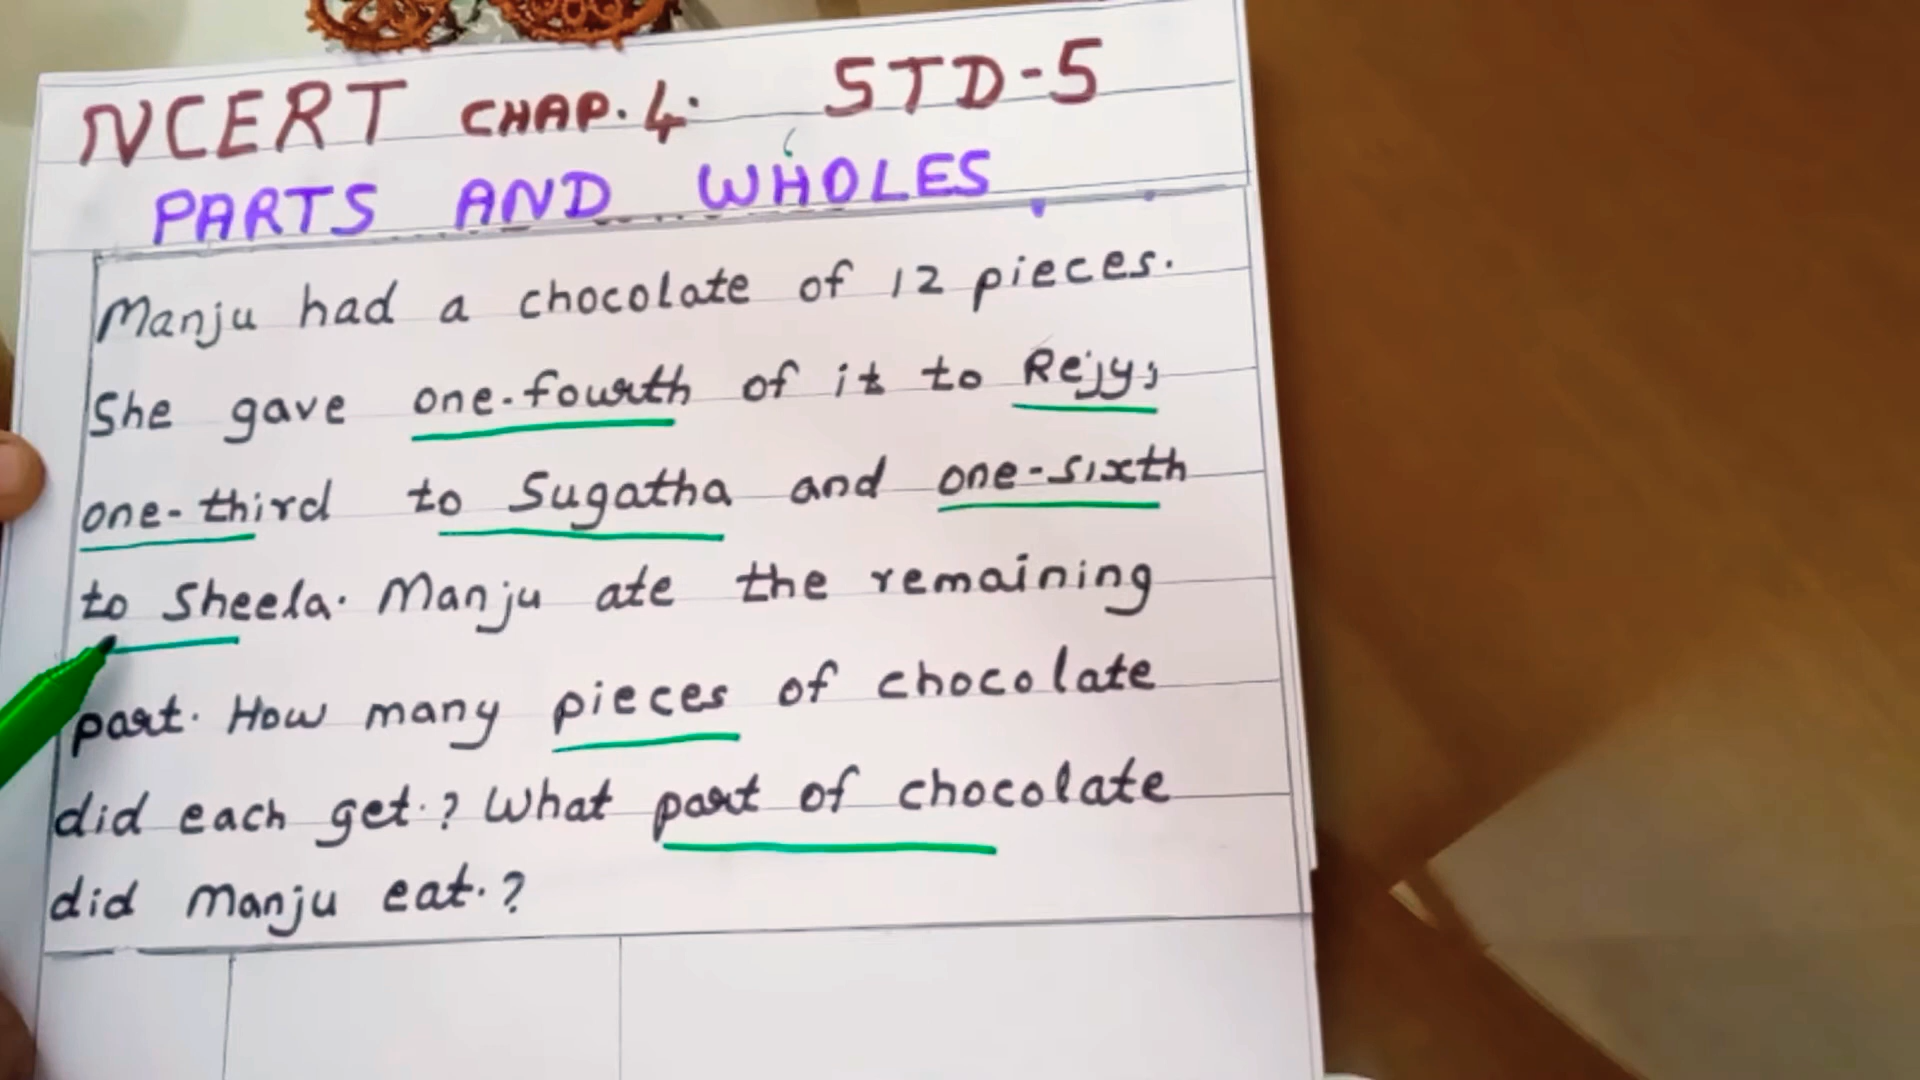 NCERT CHAP. 4. STD-5
PARTS AND WHOLES
Manju had a chocolate of 12 pieces.
She gave one-fourth of it to Rejy,
one-third to Sugatha and one-sixth
to Sheela. Manju ate the remaining
part. How many pieces of chocolate
did each get.? What part of chocolate
did Manju eat.?